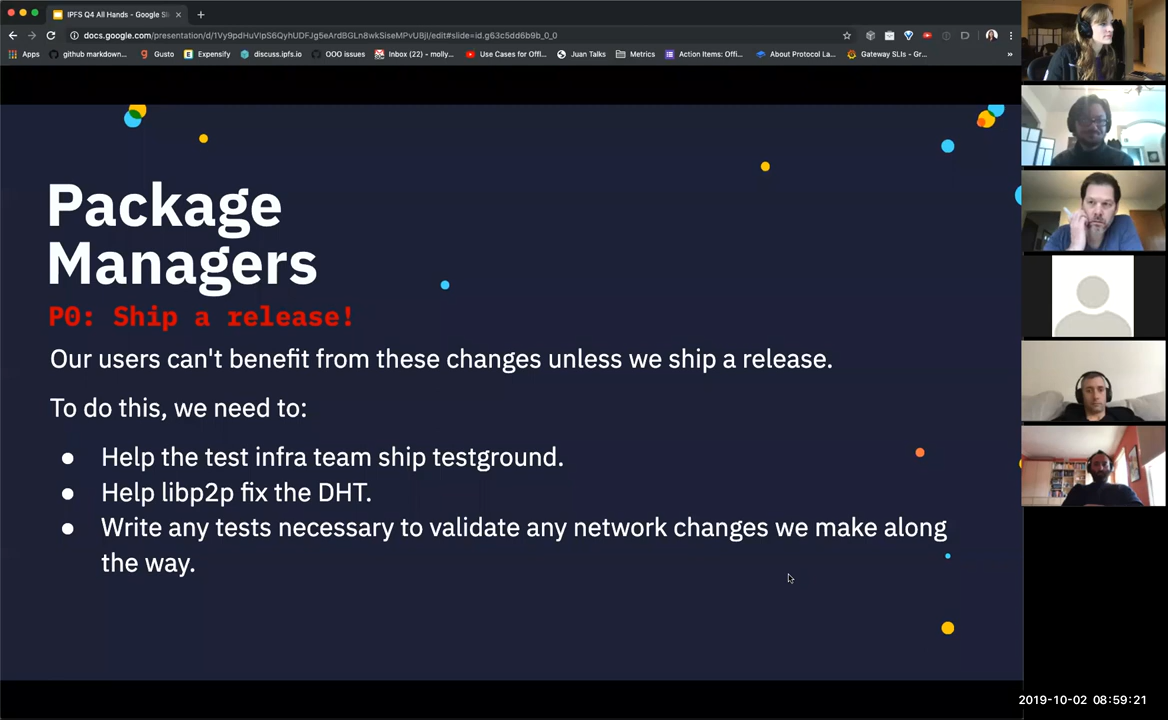 IPFS Q4 All Hands - Google Sl
docs.google.com/presentation/d/1Vy9pdHuVlpS6QyhUDFJg5eArdBGLn8wkSiseMPvUBjI/edit#slide=id.g63c5dd6b9b_0_0
Apps github markdown... Gusto Expensify discuss.ipfs.io OOO issues Inbox (22) - molly... Use Cases for Offl... Juan Talks Metrics Action Items: Offi... About Protocol La... Gateway SLIs - Gr... »
Package
Managers
P0: Ship a release!
Our users can't benefit from these changes unless we ship a release.
To do this, we need to:
● Help the test infra team ship testground.
● Help libp2p fix the DHT.
● Write any tests necessary to validate any network changes we make along
the way.
2019-10-02 08:59:21